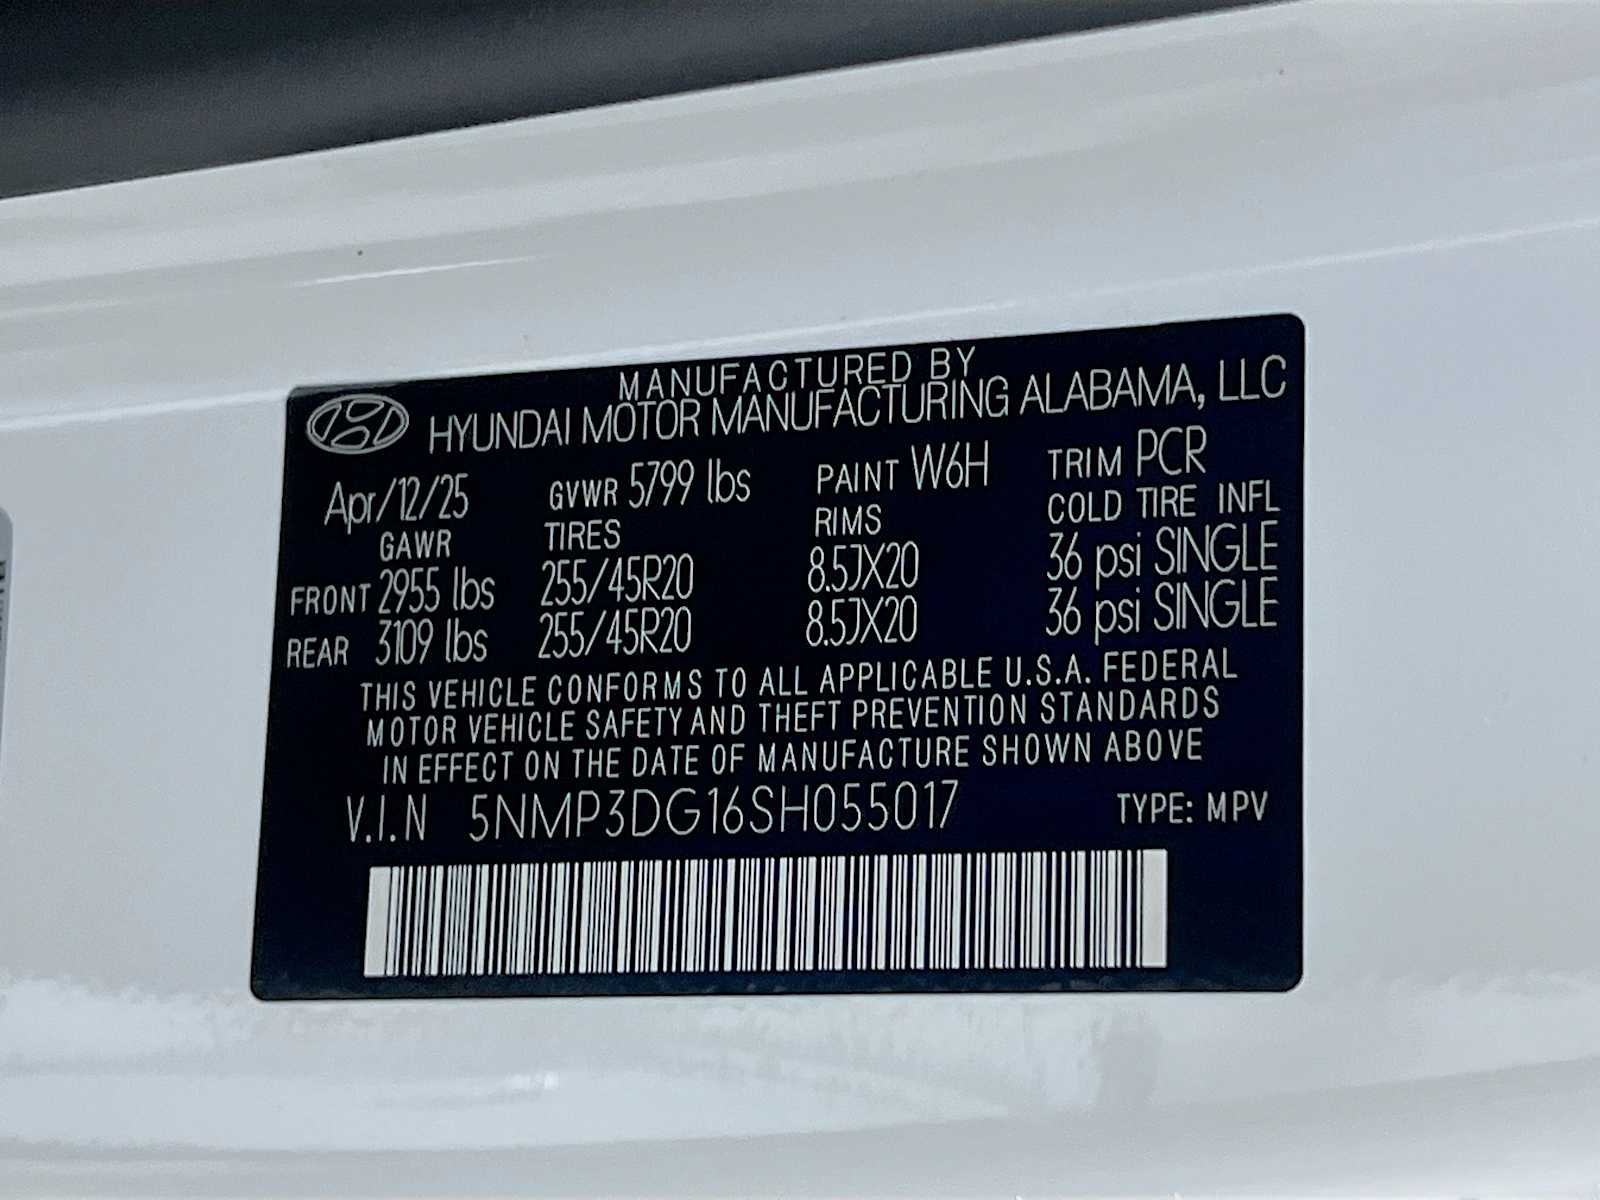 MANUFACTURED BY
HYUNDAI MOTOR MANUFACTURING ALABAMA, LLC
Apr/12/25 GVWR 5799 lbs PAINT W6H TRIM PCR
GAWR TIRES RIMS COLD TIRE INFL
FRONT 2955 lbs 255/45R20 8.5JX20 36 psi SINGLE
REAR 3109 lbs 255/45R20 8.5JX20 36 psi SINGLE
THIS VEHICLE CONFORMS TO ALL APPLICABLE U.S.A. FEDERAL
MOTOR VEHICLE SAFETY AND THEFT PREVENTION STANDARDS
IN EFFECT ON THE DATE OF MANUFACTURE SHOWN ABOVE
V.I.N 5NMP3DG16SH055017 TYPE: MPV